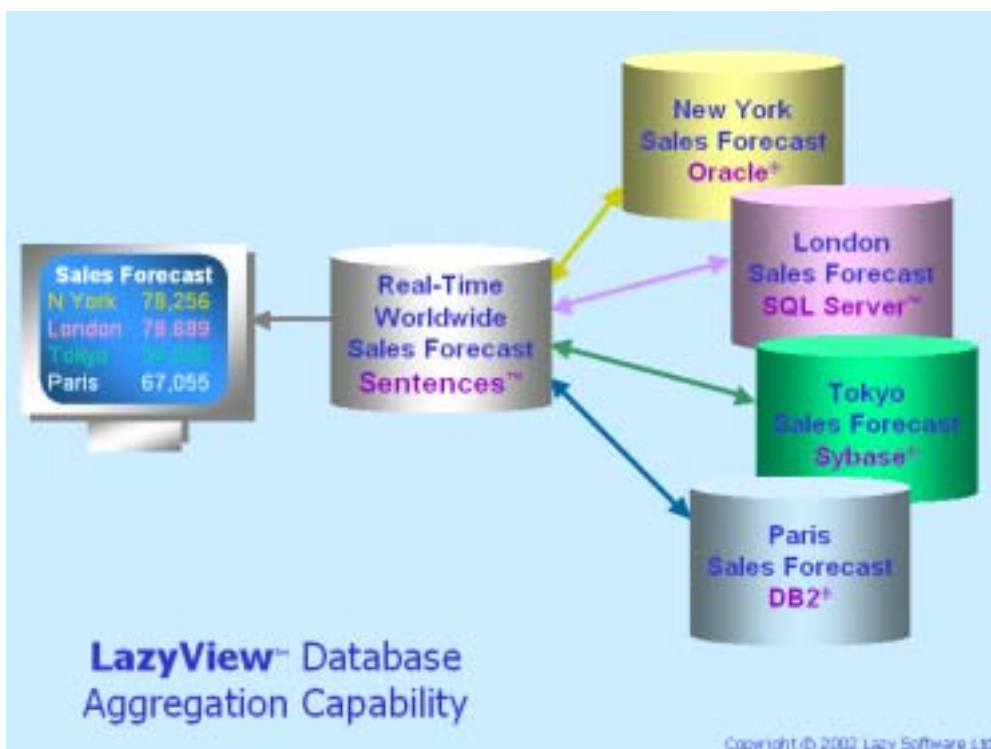 New York
Sales Forecast
Oracle®
London
Sales Forecast
SQL Server™
Sales Forecast
N York 78,256
London 78,689
Tokyo
Paris 67,055
Real-Time
Worldwide
Sales Forecast
Sentences™
Tokyo
Sales Forecast
Sybase®
Paris
Sales Forecast
DB2®
LazyView™ Database
Aggregation Capability
Copyright © 2002 Lazy Software Ltd